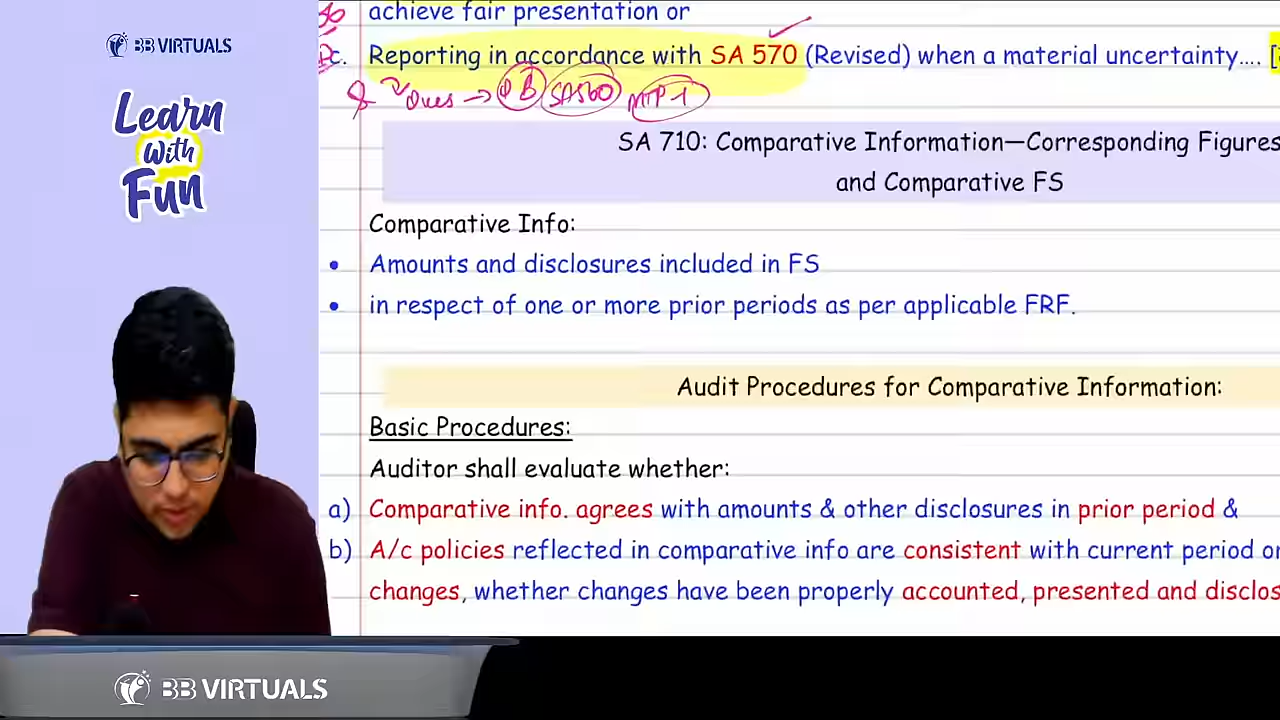 BB VIRTUALS
Learn
With
Fun
achieve fair presentation or
c. Reporting in accordance with SA 570 (Revised) when a material uncertainty.... [
& 2 Ques → QB SA560 MTP-1
SA 710: Comparative Information—Corresponding Figures
and Comparative FS
Comparative Info:
• Amounts and disclosures included in FS
• in respect of one or more prior periods as per applicable FRF.
Audit Procedures for Comparative Information:
Basic Procedures:
Auditor shall evaluate whether:
a) Comparative info. agrees with amounts & other disclosures in prior period &
b) A/c policies reflected in comparative info are consistent with current period or
changes, whether changes have been properly accounted, presented and disclos
BB VIRTUALS